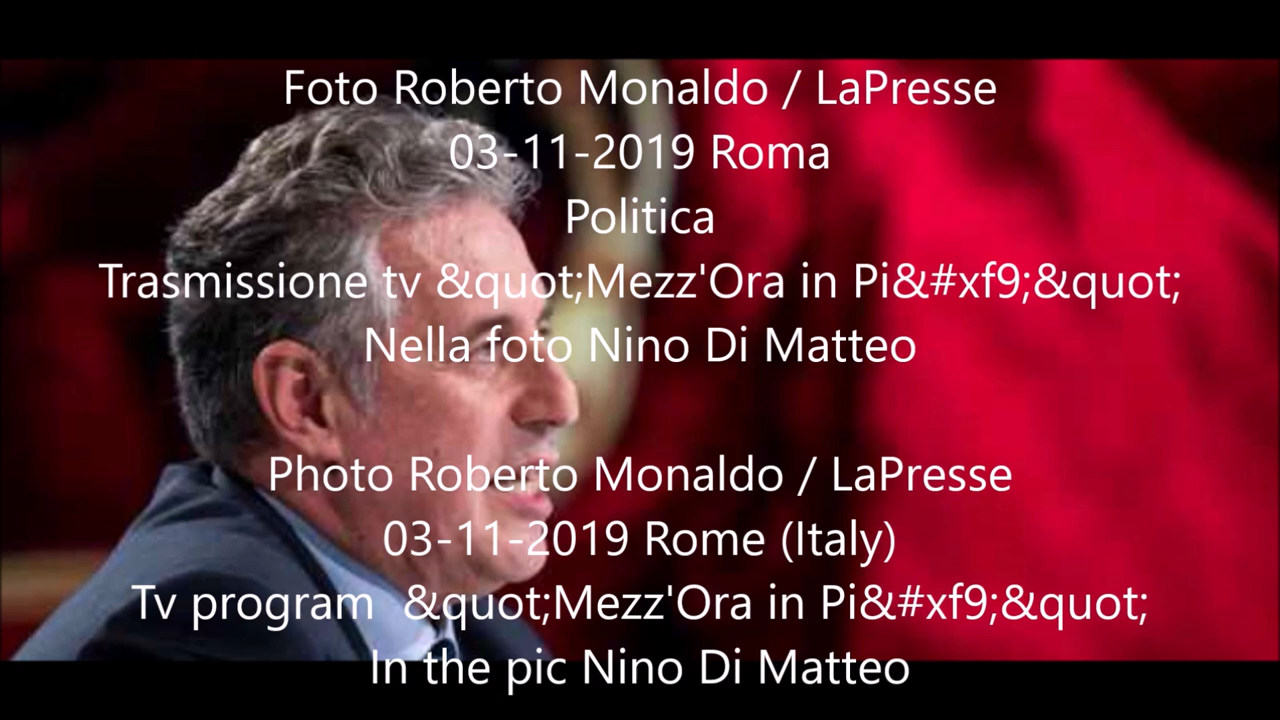 Foto Roberto Monaldo / LaPresse
03-11-2019 Roma
Politica
Trasmissione tv &quot;Mezz'Ora in Pi&#xf9;&quot;
Nella foto Nino Di Matteo
Photo Roberto Monaldo / LaPresse
03-11-2019 Rome (Italy)
Tv program  &quot;Mezz'Ora in Pi&#xf9;&quot;
In the pic Nino Di Matteo